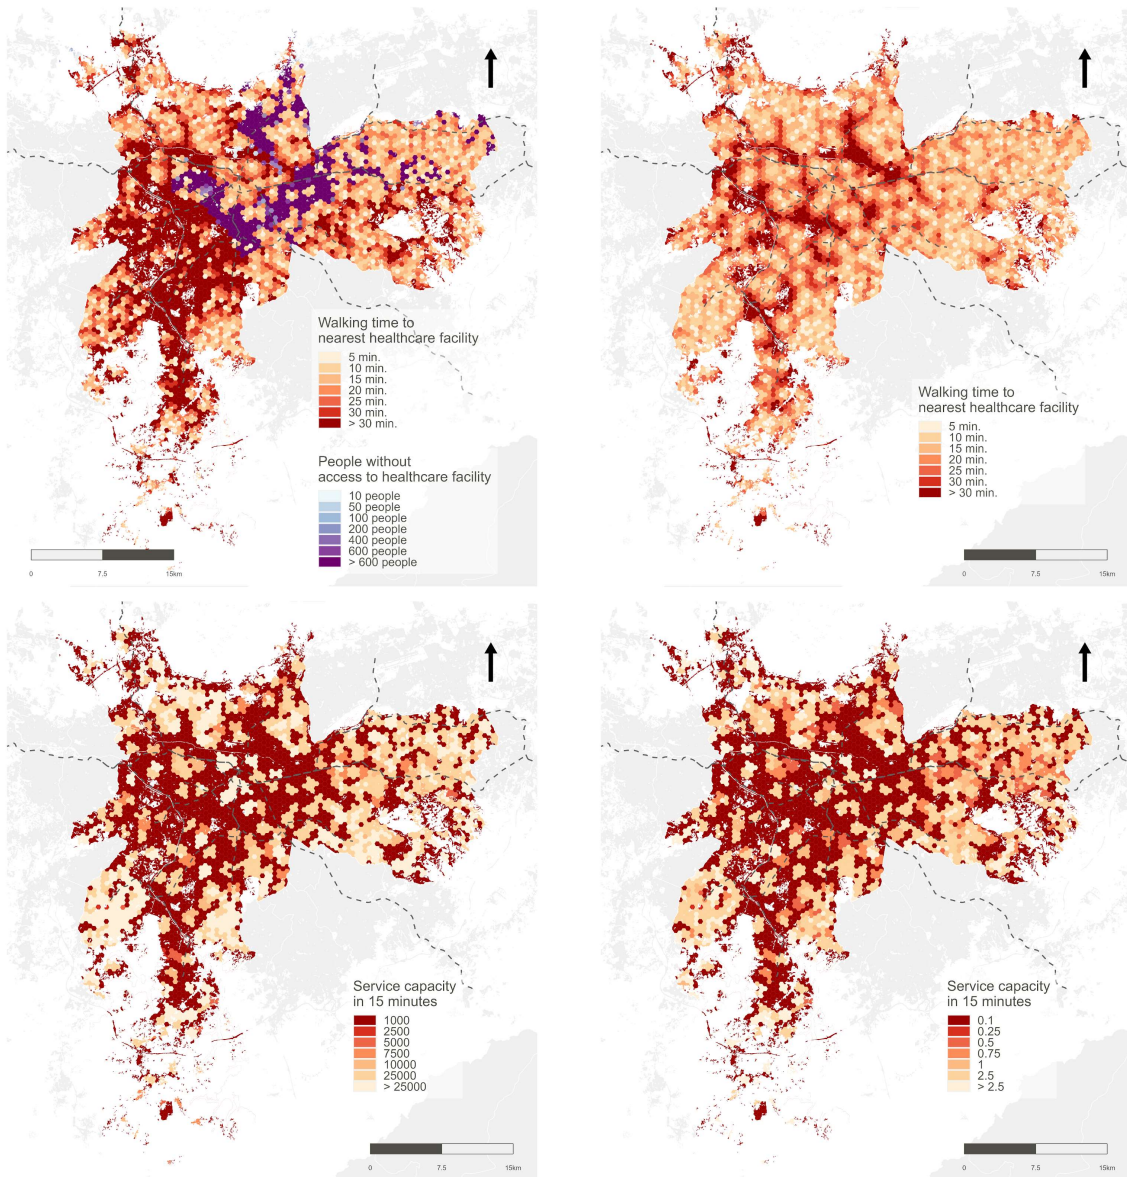 Walking time to
nearest healthcare facility
5 min.
10 min.
15 min.
20 min.
25 min.
30 min.
> 30 min.
People without
access to healthcare facility
10 people
50 people
100 people
200 people
400 people
600 people
> 600 people
0 7.5 15km
Walking time to
nearest healthcare facility
5 min.
10 min.
15 min.
20 min.
25 min.
30 min.
> 30 min.
0 7.5 15km
Service capacity
in 15 minutes
1000
2500
5000
7500
10000
25000
> 25000
0 7.5 15km
Service capacity
in 15 minutes
0.1
0.25
0.5
0.75
1
2.5
> 2.5
0 7.5 15km